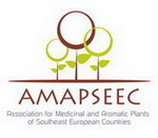 AMAPSEEC
Association for Medicinal and Aromatic Plants
of Southeast European Countries